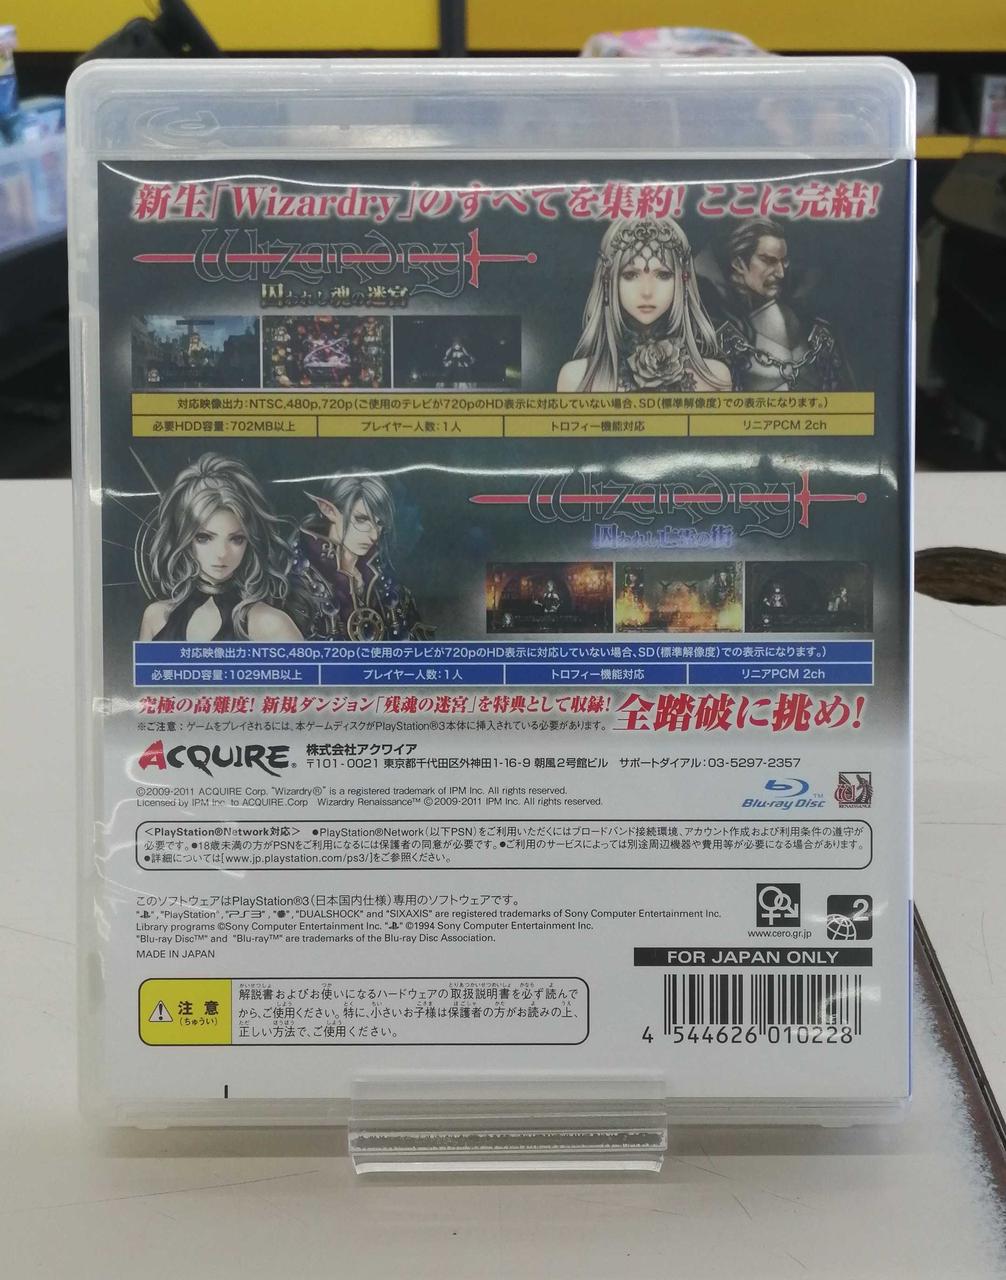 新生「Wizardry」のすべてを集約! ここに完結!
Wizardry
囚われし魂の迷宮
対応映像出力:NTSC,480p,720p(ご使用のテレビが720pのHD表示に対応していない場合、SD(標準解像度)での表示になります。)
必要HDD容量:702MB以上 プレイヤー人数:1人 トロフィー機能対応 リニアPCM 2ch
Wizardry
囚われし亡霊の街
対応映像出力:NTSC,480p,720p(ご使用のテレビが720pのHD表示に対応していない場合、SD(標準解像度)での表示になります。)
必要HDD容量:1029MB以上 プレイヤー人数:1人 トロフィー機能対応 リニアPCM 2ch
究極の高難度! 新規ダンジョン「残魂の迷宮」を特典として収録! 全踏破に挑め!
※ご注意:ゲームをプレイされるには、本ゲームディスクがPlayStation®3本体に挿入されている必要があります。
ACQUIRE® 株式会社アクワイア
〒101-0021 東京都千代田区外神田1-16-9 朝風2号館ビル サポートダイアル:03-5297-2357
©2009-2011 ACQUIRE Corp. "Wizardry®" is a registered trademark of IPM Inc. All rights reserved.
Licensed by IPM Inc. to ACQUIRE.Corp Wizardry Renaissance™ ©2009-2011 IPM Inc. All rights reserved.
Blu-ray Disc™
RENAISSANCE
<PlayStation®Network対応> ●PlayStation®Network(以下PSN)をご利用いただくにはブロードバンド接続環境、アカウント作成および利用条件の遵守が
必要です。●18歳未満の方がPSNをご利用になるには保護者の同意が必要です。●ご利用のサービスによっては別途周辺機器や費用等が必要になる場合があります。
●詳細については[www.jp.playstation.com/ps3/]をご参照ください。
このソフトウェアはPlayStation®3(日本国内仕様)専用のソフトウェアです。
"PlayStation", "PS3", "DUALSHOCK" and "SIXAXIS" are registered trademarks of Sony Computer Entertainment Inc.
Library programs ©Sony Computer Entertainment Inc. ©1994 Sony Computer Entertainment Inc.
"Blu-ray Disc™" and "Blu-ray™" are trademarks of the Blu-ray Disc Association.
MADE IN JAPAN
www.cero.gr.jp
2
FOR JAPAN ONLY
注意
(ちゅうい)
解説書およびお使いになるハードウェアの取扱説明書を必ず読んで
から、ご使用ください。特に、小さいお子様は保護者の方がお読みの上、
正しい方法で、ご使用ください。
4 544626 010228